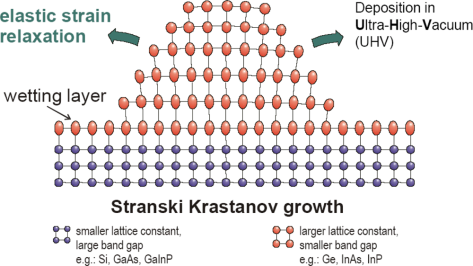 elastic strain
relaxation
Deposition in
Ultra-High-Vacuum
(UHV)
wetting layer
Stranski Krastanov growth
smaller lattice constant,
large band gap
e.g.: Si, GaAs, GaInP
larger lattice constant,
smaller band gap
e.g.: Ge, InAs, InP